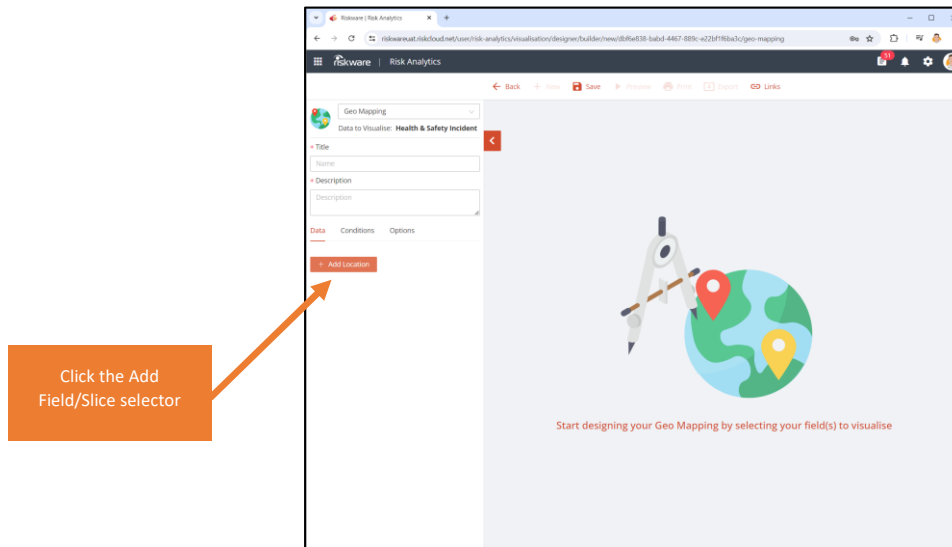 Riskware | Risk Analytics
riskwareuat.riskcloud.net/user/risk-analytics/visualisation/designer/builder/new/dbf6e838-babd-4467-889c-e22bf1f6ba3c/geo-mapping
riskware | Risk Analytics
51
Back New Save Preview Print Export Links
Geo Mapping
Data to Visualise: Health & Safety Incident
* Title
Name
* Description
Description
Data Conditions Options
+ Add Location
Click the Add
Field/Slice selector
Start designing your Geo Mapping by selecting your field(s) to visualise